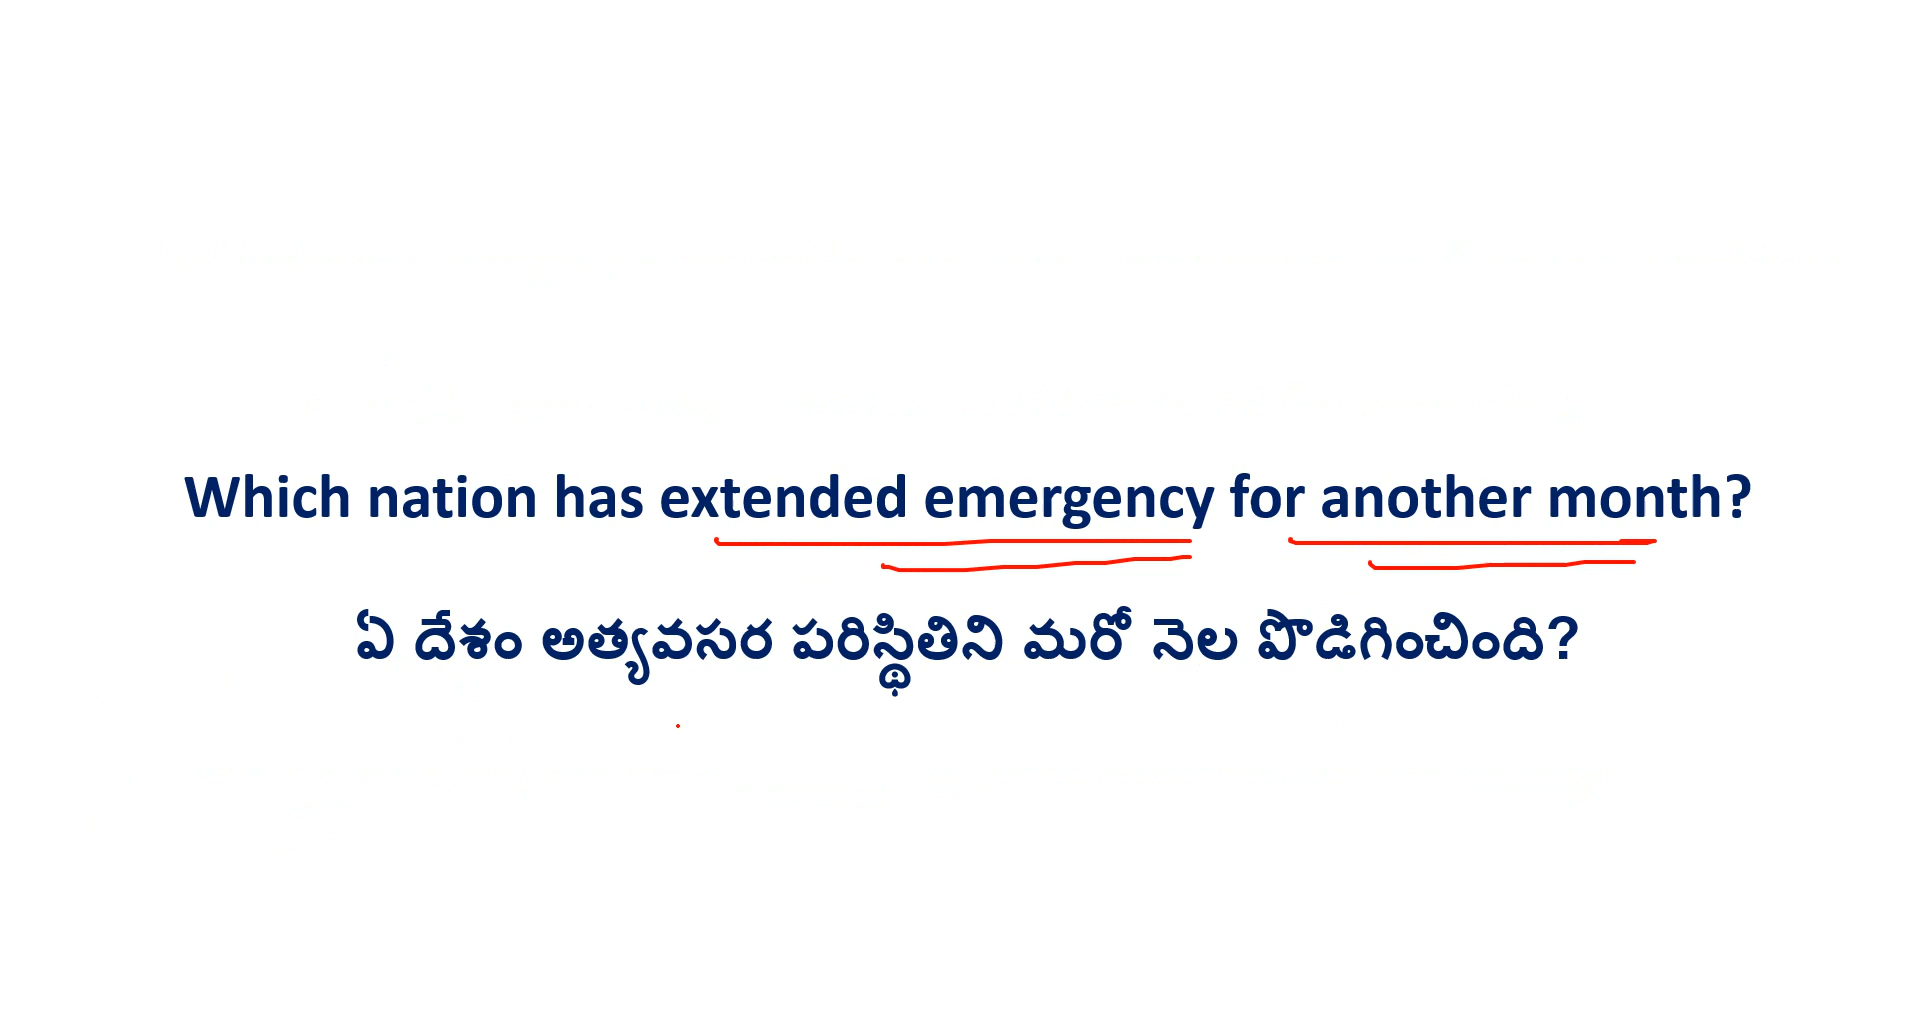 Which nation has extended emergency for another month?
ఏ దేశం అత్యవసర పరిస్థితిని మరో నెల పొడిగించింది?